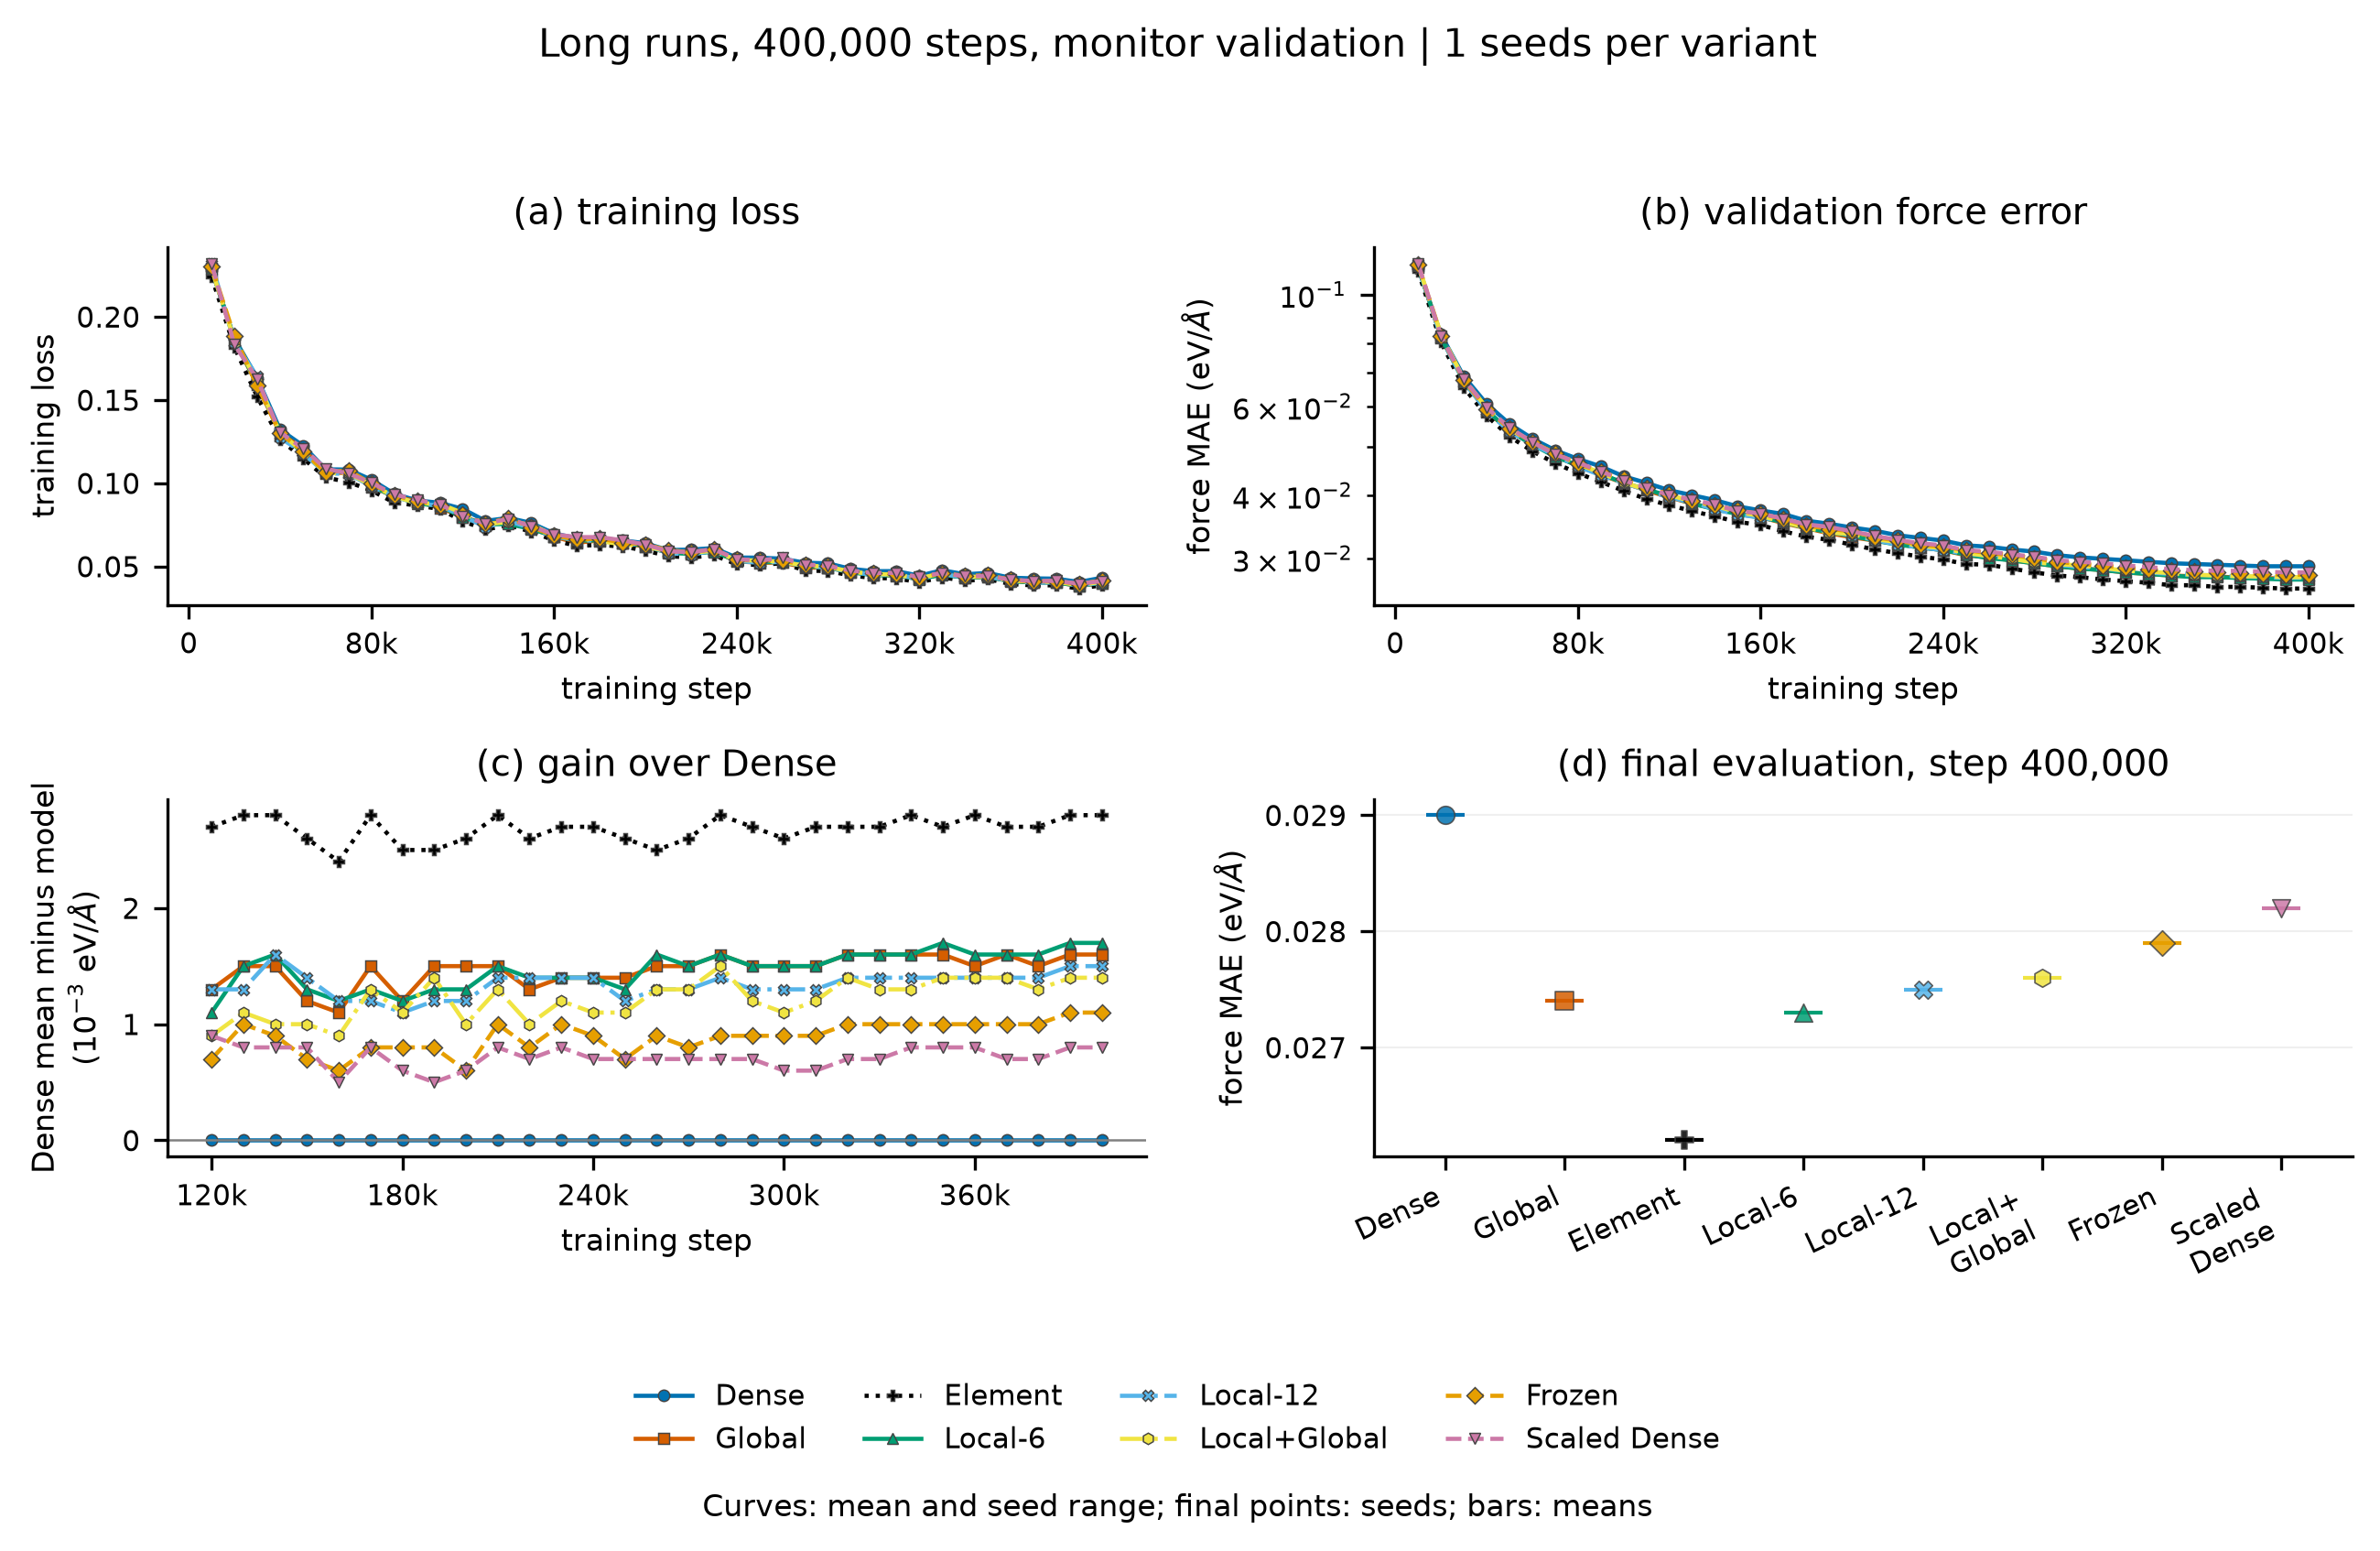 Long runs, 400,000 steps, monitor validation | 1 seeds per variant
(a) training loss
training loss
0.20
0.15
0.10
0.05
0 80k 160k 240k 320k 400k
training step
(b) validation force error
force MAE (eV/Å)
10⁻¹
6 × 10⁻²
4 × 10⁻²
3 × 10⁻²
0 80k 160k 240k 320k 400k
training step
(c) gain over Dense
Dense mean minus model
(10⁻³ eV/Å)
2
1
0
120k 180k 240k 300k 360k
training step
(d) final evaluation, step 400,000
force MAE (eV/Å)
0.029
0.028
0.027
Dense
Global
Element
Local-6
Local-12
Local+
Global
Frozen
Scaled
Dense
Dense Element Local-12 Frozen
Global Local-6 Local+Global Scaled Dense
Curves: mean and seed range; final points: seeds; bars: means